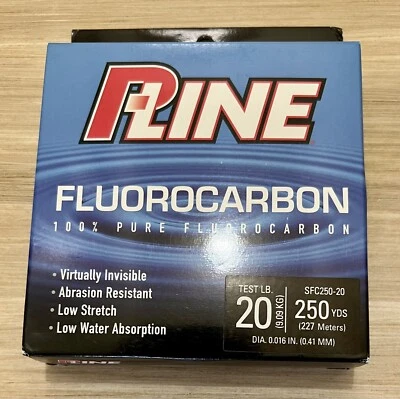 P-LINE
FLUOROCARBON
100% PURE FLUOROCARBON
• Virtually Invisible
• Abrasion Resistant
• Low Stretch
• Low Water Absorption
TEST LB.
20 (9.09 KG)
SFC250-20
250 YDS
(227 Meters)
DIA. 0.016 IN. (0.41 MM)
LINE